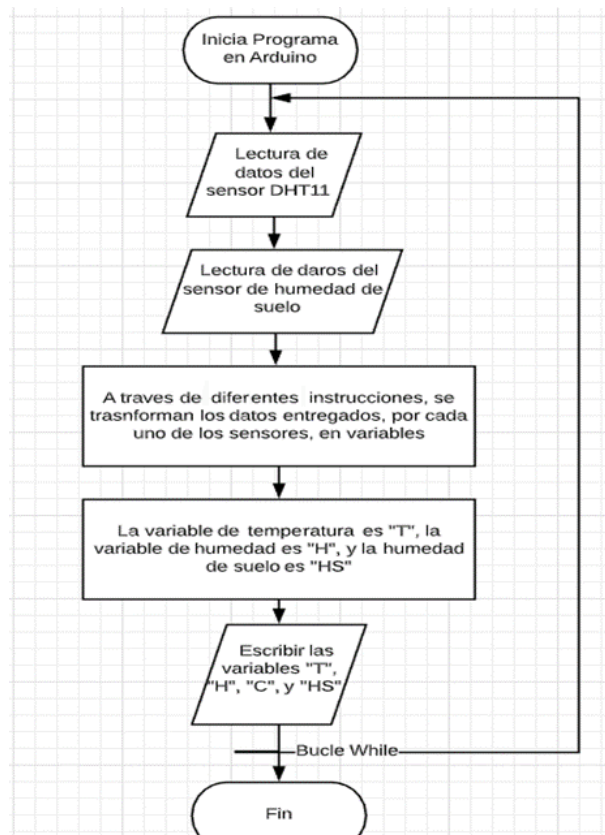 Inicia Programa
en Arduino
Lectura de
datos del
sensor DHT11
Lectura de daros del
sensor de humedad de
suelo
A traves de diferentes instrucciones, se
trasnforman los datos entregados, por cada
uno de los sensores, en variables
La variable de temperatura es "T", la
variable de humedad es "H", y la humedad
de suelo es "HS"
Escribir las
variables "T",
"H", "C", y "HS"
Bucle While
Fin